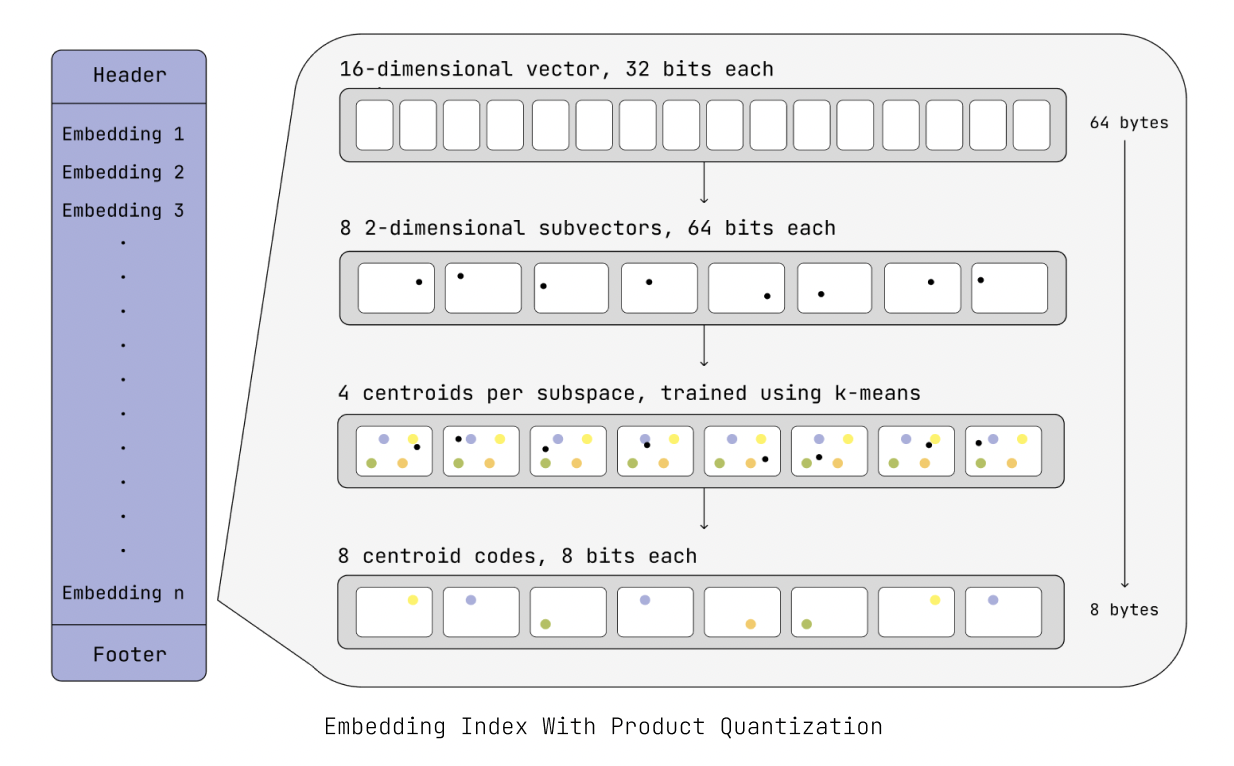 Header
Embedding 1
Embedding 2
Embedding 3
Embedding n
Footer
16-dimensional vector, 32 bits each
64 bytes
8 2-dimensional subvectors, 64 bits each
4 centroids per subspace, trained using k-means
8 centroid codes, 8 bits each
8 bytes
Embedding Index With Product Quantization